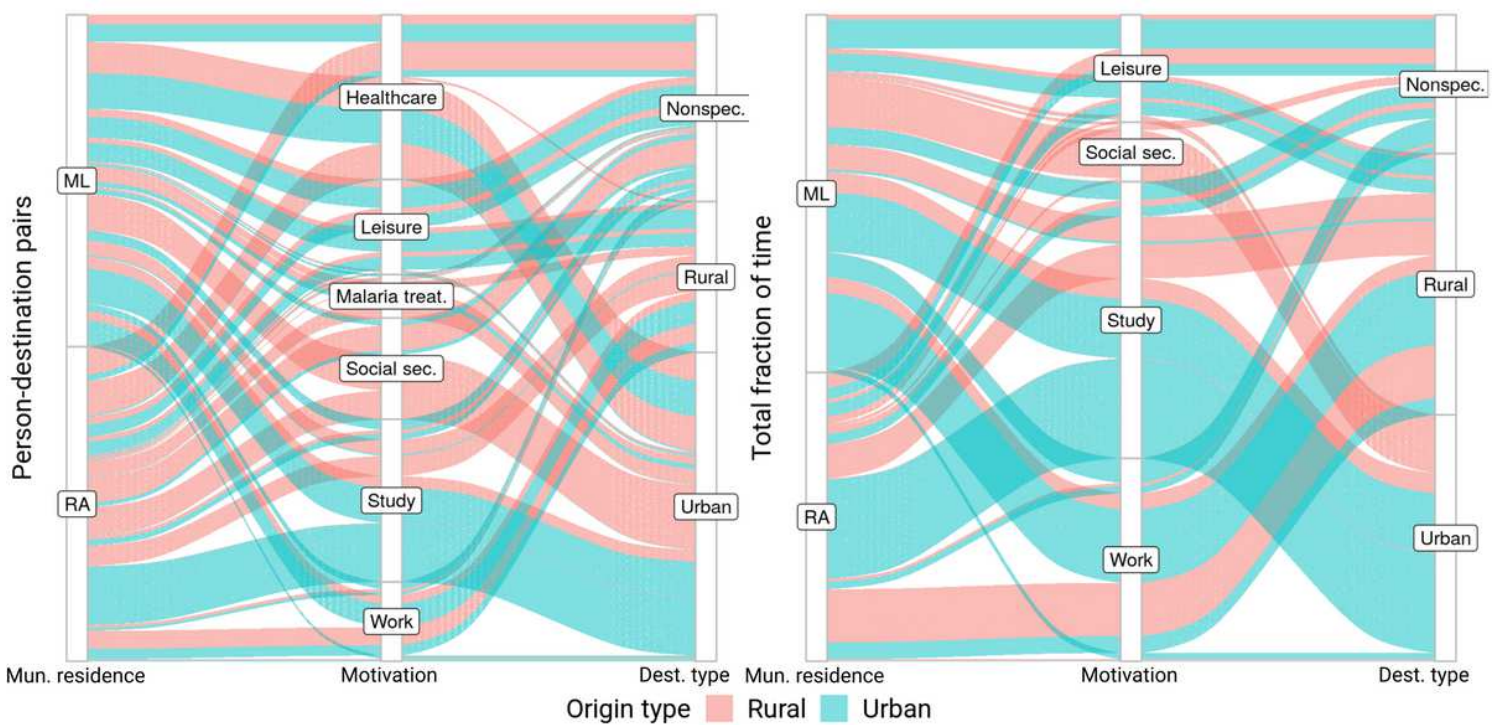 Person-destination pairs
ML
RA
Healthcare
Leisure
Malaria treat.
Social sec.
Study
Work
Nonspec.
Rural
Urban
Mun. residence
Motivation
Dest. type
Total fraction of time
ML
RA
Leisure
Social sec.
Study
Work
Nonspec.
Rural
Urban
Mun. residence
Motivation
Dest. type
Origin type Rural Urban